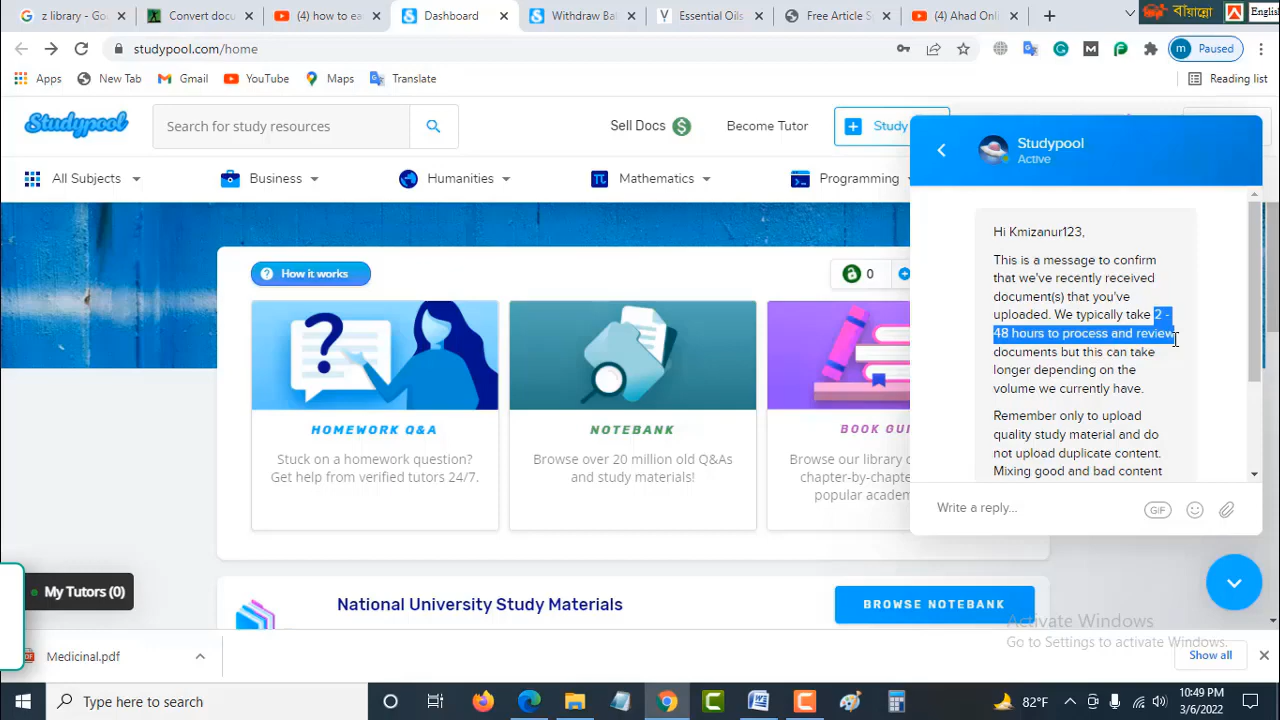 z library - Go
Convert docu
(4) how to ea
Dashboard
Withdraw Bal
Essential Oils
Free Article S
(4) Ahad Onl
বাঁয়ান্নো
English
studypool.com/home
Paused
Apps
New Tab
Gmail
YouTube
Maps
Translate
Reading list
Studypool
Search for study resources
Sell Docs
Become Tutor
Study
All Subjects
Business
Humanities
Mathematics
Programming
How it works
0
HOMEWORK Q&A
Stuck on a homework question?
Get help from verified tutors 24/7.
NOTEBANK
Browse over 20 million old Q&As
and study materials!
BOOK GUI
Browse our library o
chapter-by-chapte
popular acaden
Studypool
Active
Hi Kmizanur123,
This is a message to confirm
that we've recently received
document(s) that you've
uploaded. We typically take 2 -
48 hours to process and review
documents but this can take
longer depending on the
volume we currently have.
Remember only to upload
quality study material and do
not upload duplicate content.
Mixing good and bad content
Write a reply...
GIF
My Tutors (0)
National University Study Materials
BROWSE NOTEBANK
Activate Windows
Go to Settings to activate Windows.
Medicinal.pdf
Show all
Type here to search
82°F
10:49 PM
3/6/2022